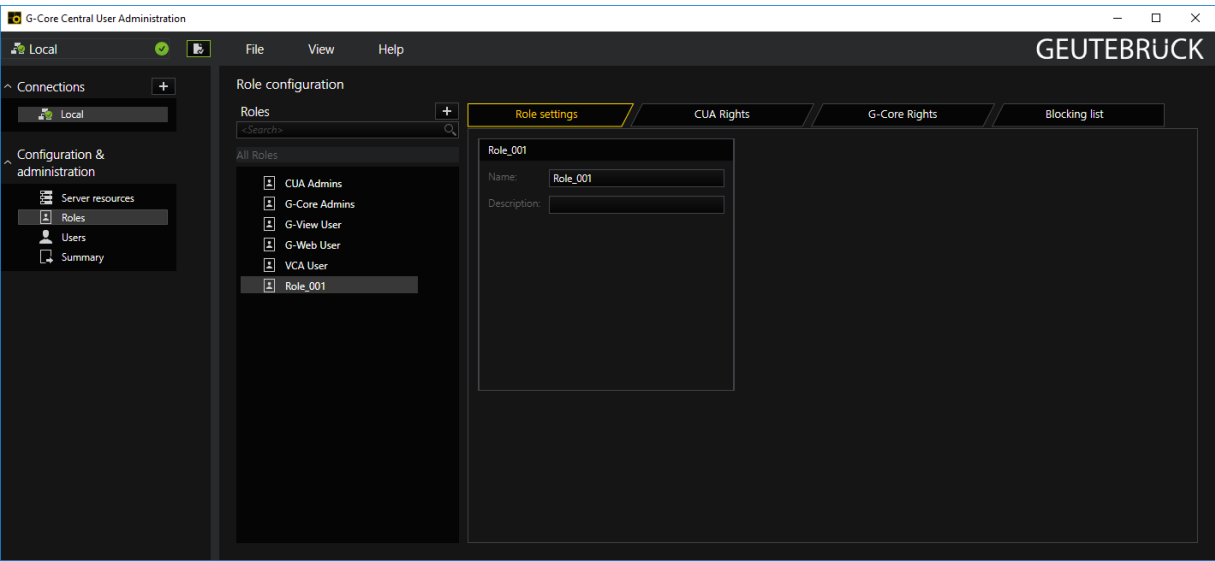 G-Core Central User Administration
Local
File View Help
GEUTEBRÜCK
Connections
Local
Configuration &
administration
Server resources
Roles
Users
Summary
Role configuration
Roles
<Search>
All Roles
CUA Admins
G-Core Admins
G-View User
G-Web User
VCA User
Role_001
Role settings
CUA Rights
G-Core Rights
Blocking list
Role_001
Name: Role_001
Description: